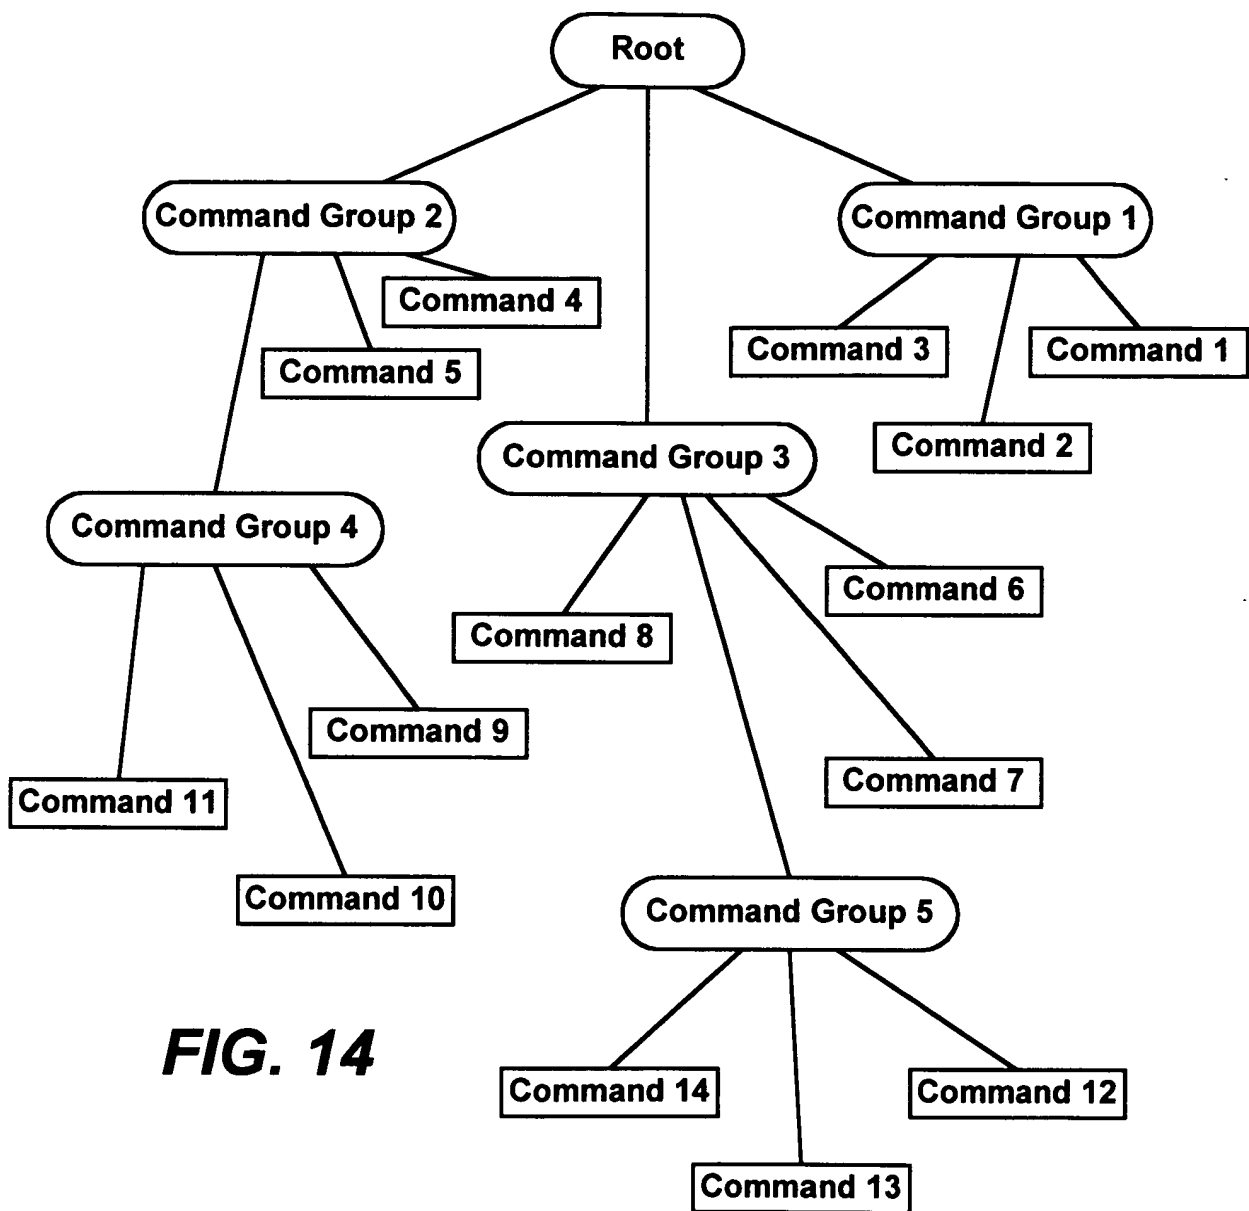 Root
Command Group 2
Command Group 1
Command 4
Command 3
Command 1
Command 5
Command 2
Command Group 3
Command Group 4
Command 6
Command 8
Command 9
Command 7
Command 11
Command 10
Command Group 5
FIG. 14
Command 14
Command 12
Command 13